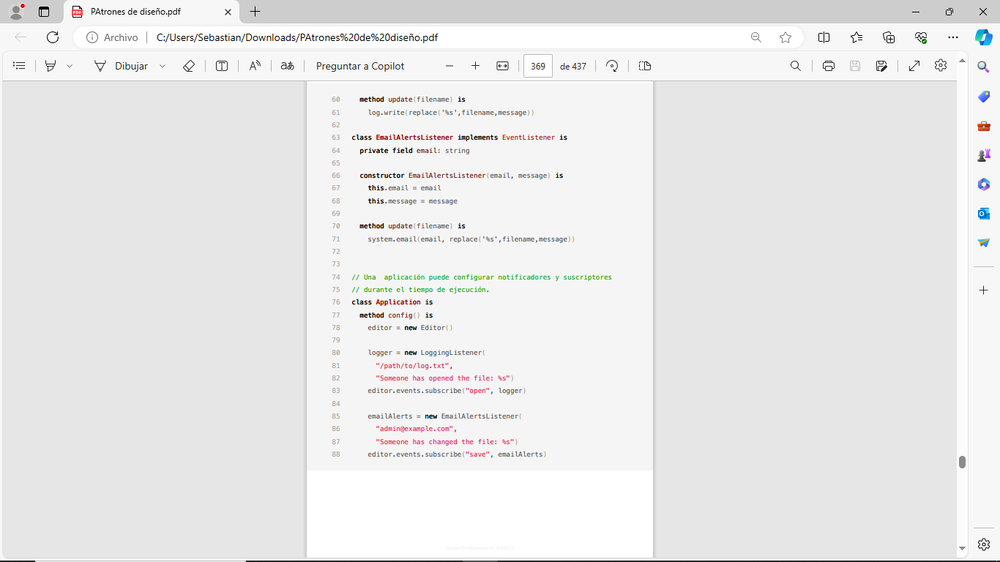 PAtrones de diseño.pdf
Archivo
C:/Users/Sebastian/Downloads/PAtrones%20de%20diseño.pdf
Dibujar
Preguntar a Copilot
369
de 437
60 method update(filename) is
61 log.write(replace('%s',filename,message))
62
63 class EmailAlertsListener implements EventListener is
64 private field email: string
65
66 constructor EmailAlertsListener(email, message) is
67 this.email = email
68 this.message = message
69
70 method update(filename) is
71 system.email(email, replace('%s',filename,message))
72
73
74 // Una aplicación puede configurar notificadores y suscriptores
75 // durante el tiempo de ejecución.
76 class Application is
77 method config() is
78 editor = new Editor()
79
80 logger = new LoggingListener(
81 "/path/to/log.txt",
82 "Someone has opened the file: %s")
83 editor.events.subscribe("open", logger)
84
85 emailAlerts = new EmailAlertsListener(
86 "admin@example.com",
87 "Someone has changed the file: %s")
88 editor.events.subscribe("save", emailAlerts)